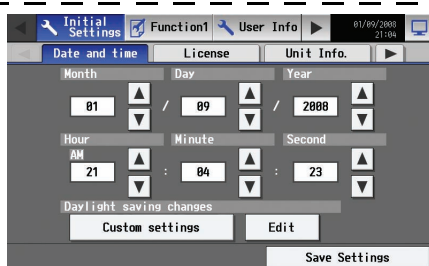 Initial Settings Function1 User Info 01/09/2008 21:04
Date and time License Unit Info.
Month Day Year
01 / 09 / 2008
Hour Minute Second
AM
21 : 04 : 23
Daylight saving changes
Custom settings Edit
Save Settings